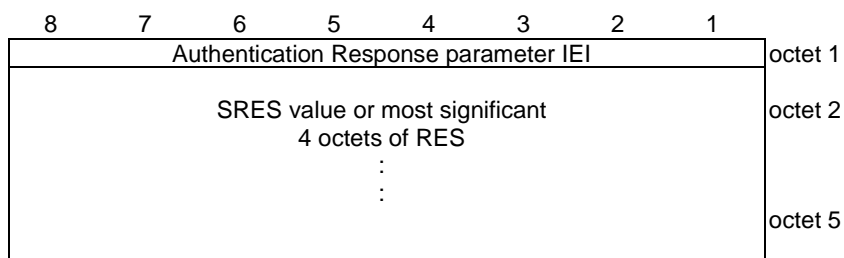 8 7 6 5 4 3 2 1
Authentication Response parameter IEI octet 1
SRES value or most significant octet 2
4 octets of RES
:
:
octet 5